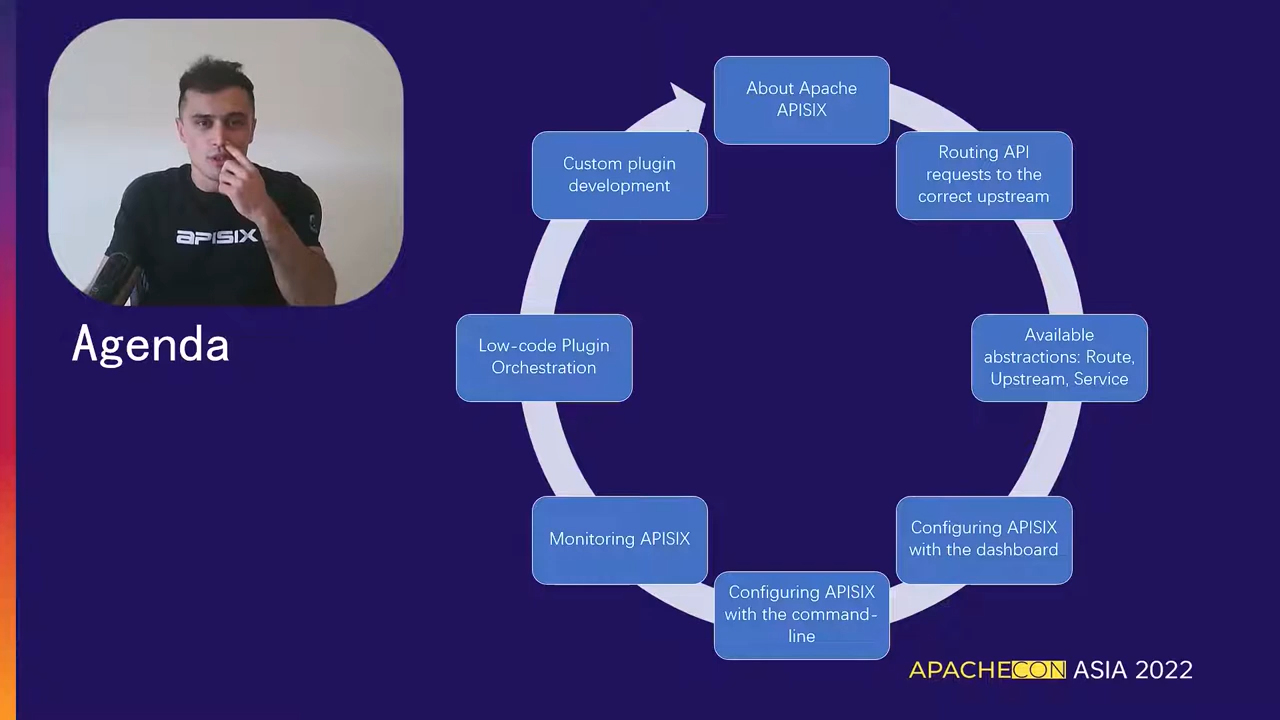 APISIX
Agenda
About Apache
APISIX
Routing API
requests to the
correct upstream
Available
abstractions: Route,
Upstream, Service
Configuring APISIX
with the dashboard
Configuring APISIX
with the command-
line
Monitoring APISIX
Low-code Plugin
Orchestration
Custom plugin
development
APACHECON ASIA 2022